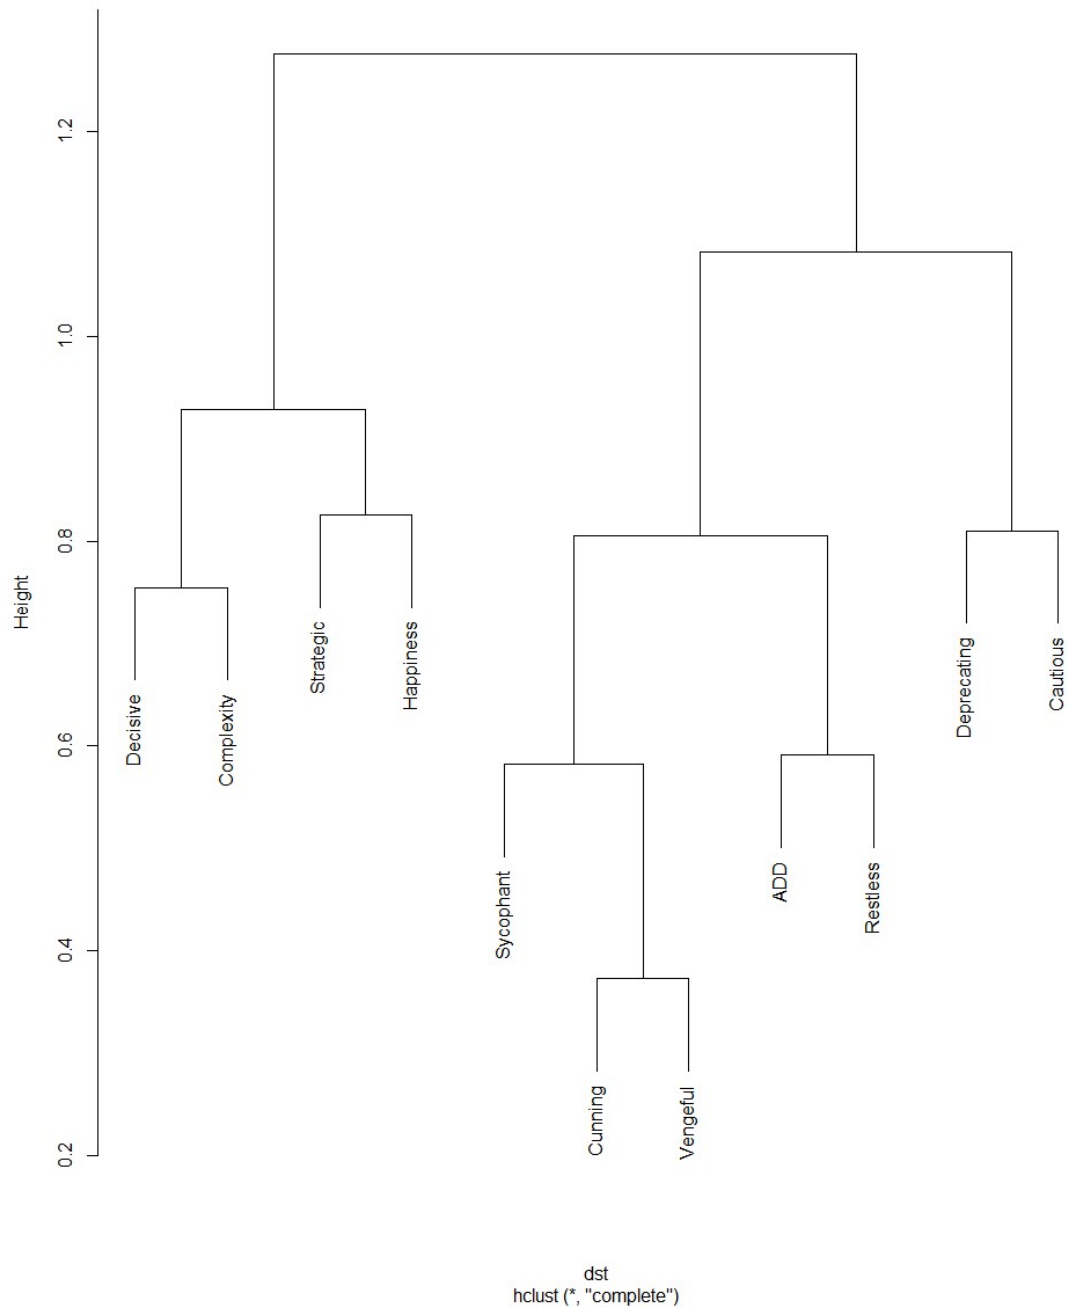 Height
1.2
1.0
0.8
0.6
0.4
0.2
Decisive
Complexity
Strategic
Happiness
Sycophant
Cunning
Vengeful
ADD
Restless
Deprecating
Cautious
dst
hclust (*, "complete")